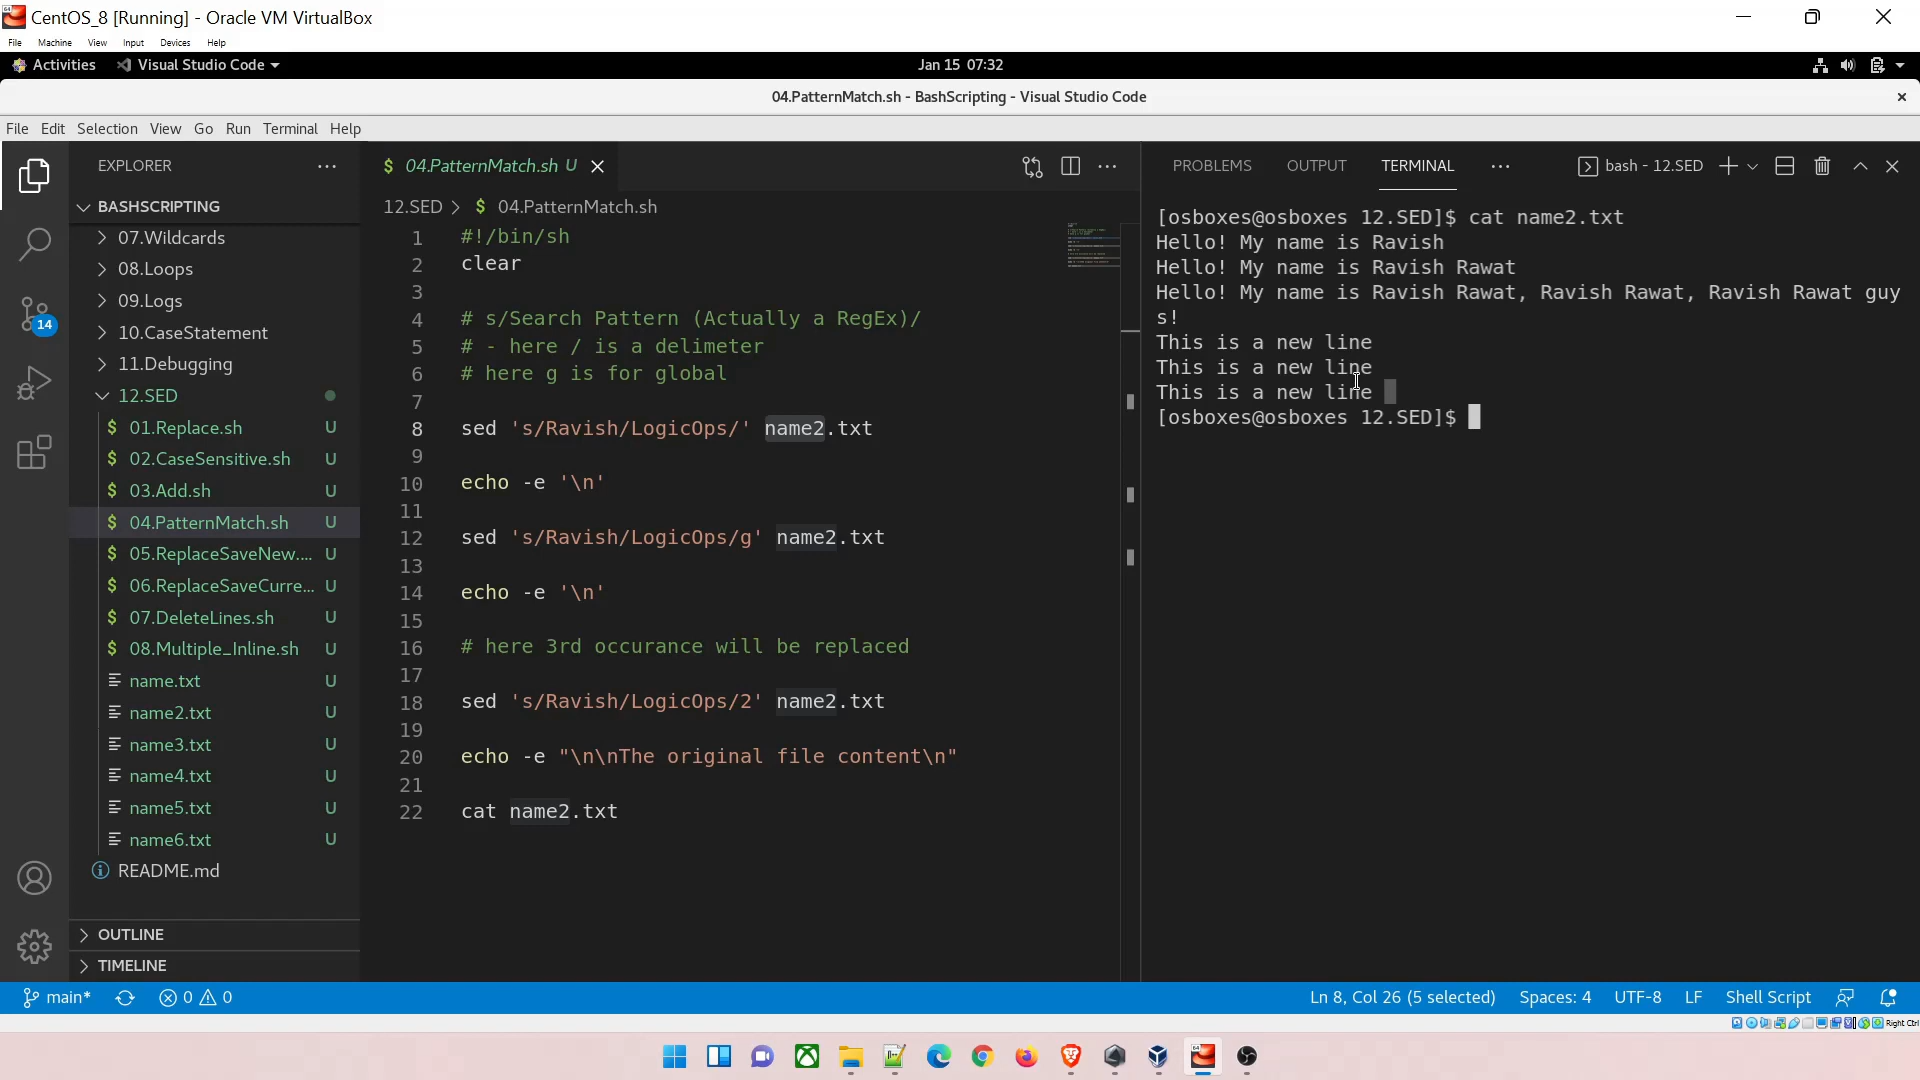 CentOS_8 [Running] - Oracle VM VirtualBox
File Machine View Input Devices Help
Activities Visual Studio Code Jan 15 07:32
04.PatternMatch.sh - BashScripting - Visual Studio Code
File Edit Selection View Go Run Terminal Help
EXPLORER
BASHSCRIPTING
07.Wildcards
08.Loops
09.Logs
10.CaseStatement
11.Debugging
12.SED
$ 01.Replace.sh U
$ 02.CaseSensitive.sh U
$ 03.Add.sh U
$ 04.PatternMatch.sh U
$ 05.ReplaceSaveNew.... U
$ 06.ReplaceSaveCurre... U
$ 07.DeleteLines.sh U
$ 08.Multiple_Inline.sh U
name.txt U
name2.txt U
name3.txt U
name4.txt U
name5.txt U
name6.txt U
README.md
OUTLINE
TIMELINE
14
$ 04.PatternMatch.sh U
12.SED > $ 04.PatternMatch.sh
1 #!/bin/sh
2 clear
3
4 # s/Search Pattern (Actually a RegEx)/
5 # - here / is a delimeter
6 # here g is for global
7
8 sed 's/Ravish/LogicOps/' name2.txt
9
10 echo -e '\n'
11
12 sed 's/Ravish/LogicOps/g' name2.txt
13
14 echo -e '\n'
15
16 # here 3rd occurance will be replaced
17
18 sed 's/Ravish/LogicOps/2' name2.txt
19
20 echo -e "\n\nThe original file content\n"
21
22 cat name2.txt
PROBLEMS OUTPUT TERMINAL ... bash - 12.SED
[osboxes@osboxes 12.SED]$ cat name2.txt
Hello! My name is Ravish
Hello! My name is Ravish Rawat
Hello! My name is Ravish Rawat, Ravish Rawat, Ravish Rawat guy
s!
This is a new line
This is a new line
This is a new line
[osboxes@osboxes 12.SED]$
main* 0 0 Ln 8, Col 26 (5 selected) Spaces: 4 UTF-8 LF Shell Script
Right Ctrl